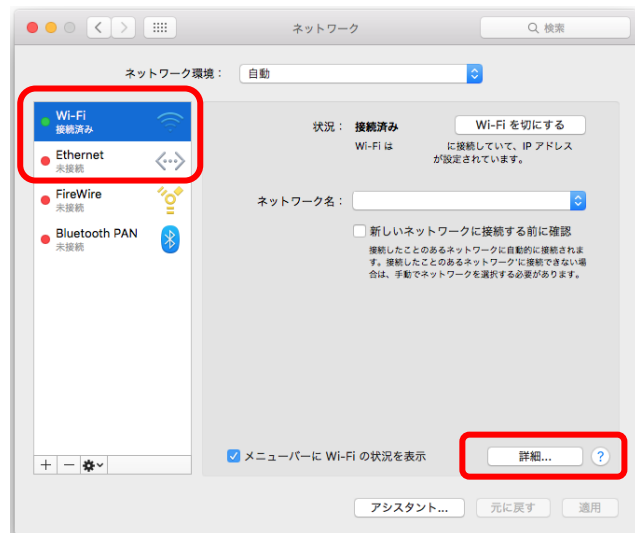 ネットワーク
検索
ネットワーク環境： 自動
Wi-Fi
接続済み
Ethernet
未接続
FireWire
未接続
Bluetooth PAN
未接続
状況： 接続済み
Wi-Fi を切にする
Wi-Fi は に接続していて、IP アドレス
が設定されています。
ネットワーク名：
新しいネットワークに接続する前に確認
接続したことのあるネットワークに自動的に接続されま
す。接続したことのあるネットワークに接続できない場
合は、手動でネットワークを選択する必要があります。
メニューバーに Wi-Fi の状況を表示
詳細... ?
アシスタント... 元に戻す 適用